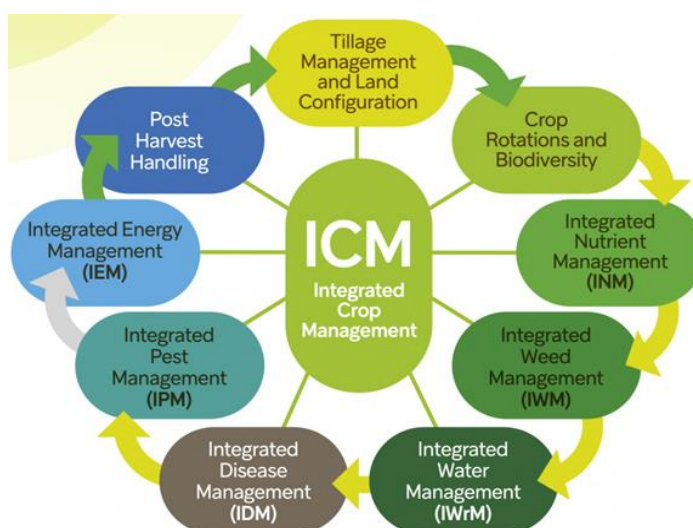 Tillage
Management
and Land
Configuration
Crop
Rotations and
Biodiversity
Integrated
Nutrient
Management
(INM)
Integrated
Weed
Management
(IWM)
Integrated
Water
Management
(IWrM)
Integrated
Disease
Management
(IDM)
Integrated
Pest
Management
(IPM)
Integrated Energy
Management
(IEM)
Post
Harvest
Handling
ICM
Integrated
Crop
Management